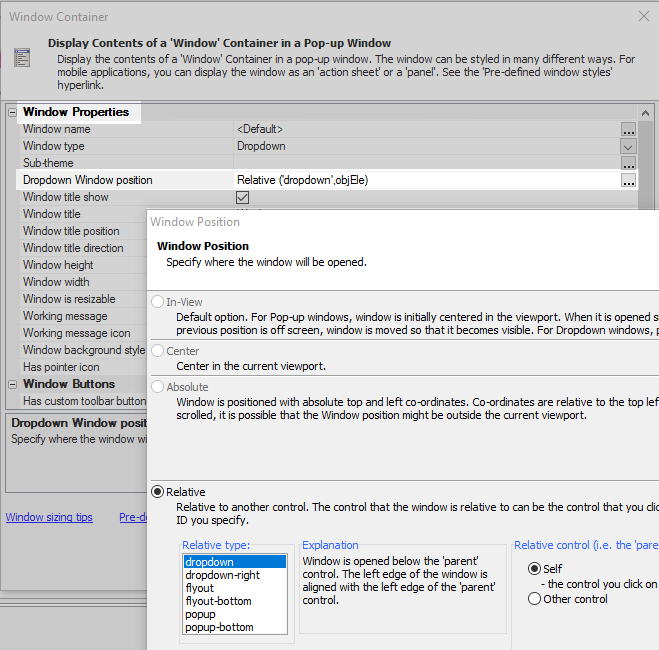 Window Container
Display Contents of a 'Window' Container in a Pop-up Window
Display the contents of a 'Window' Container in a pop-up window. The window can be styled in many different ways. For
mobile applications, you can display the window as an 'action sheet' or a 'panel'. See the 'Pre-defined window styles'
hyperlink.
Window Properties
Window name <Default>
Window type Dropdown
Sub-theme
Dropdown Window position Relative ('dropdown',objEle)
Window title show
Window title
Window title position
Window title direction
Window height
Window width
Window is resizable
Working message
Working message icon
Window background style
Has pointer icon
Window Buttons
Has custom toolbar button
Dropdown Window
Specify where the window
Window sizing tips
Window Position
Window Position
Specify where the window will be opened.
In-View
Default option. For Pop-up windows, window is initially centered in the viewport. When it is opened
previous position is off screen, window is moved so that it becomes visible. For Dropdown windows,
Center
Center in the current viewport.
Absolute
Window is positioned with absolute top and left co-ordinates. Co-ordinates are relative to the top
scrolled, it is possible that the Window position might be outside the current viewport.
Relative
Relative to another control. The control that the window is relative to can be the control that you
ID you specify.
Relative type:
dropdown
dropdown-right
flyout
flyout-bottom
popup
popup-bottom
Explanation
Window is opened below the 'parent'
control. The left edge of the window is
aligned with the left edge of the 'parent'
control.
Relative control (i.e. the
Self
- the control you click on
Other control